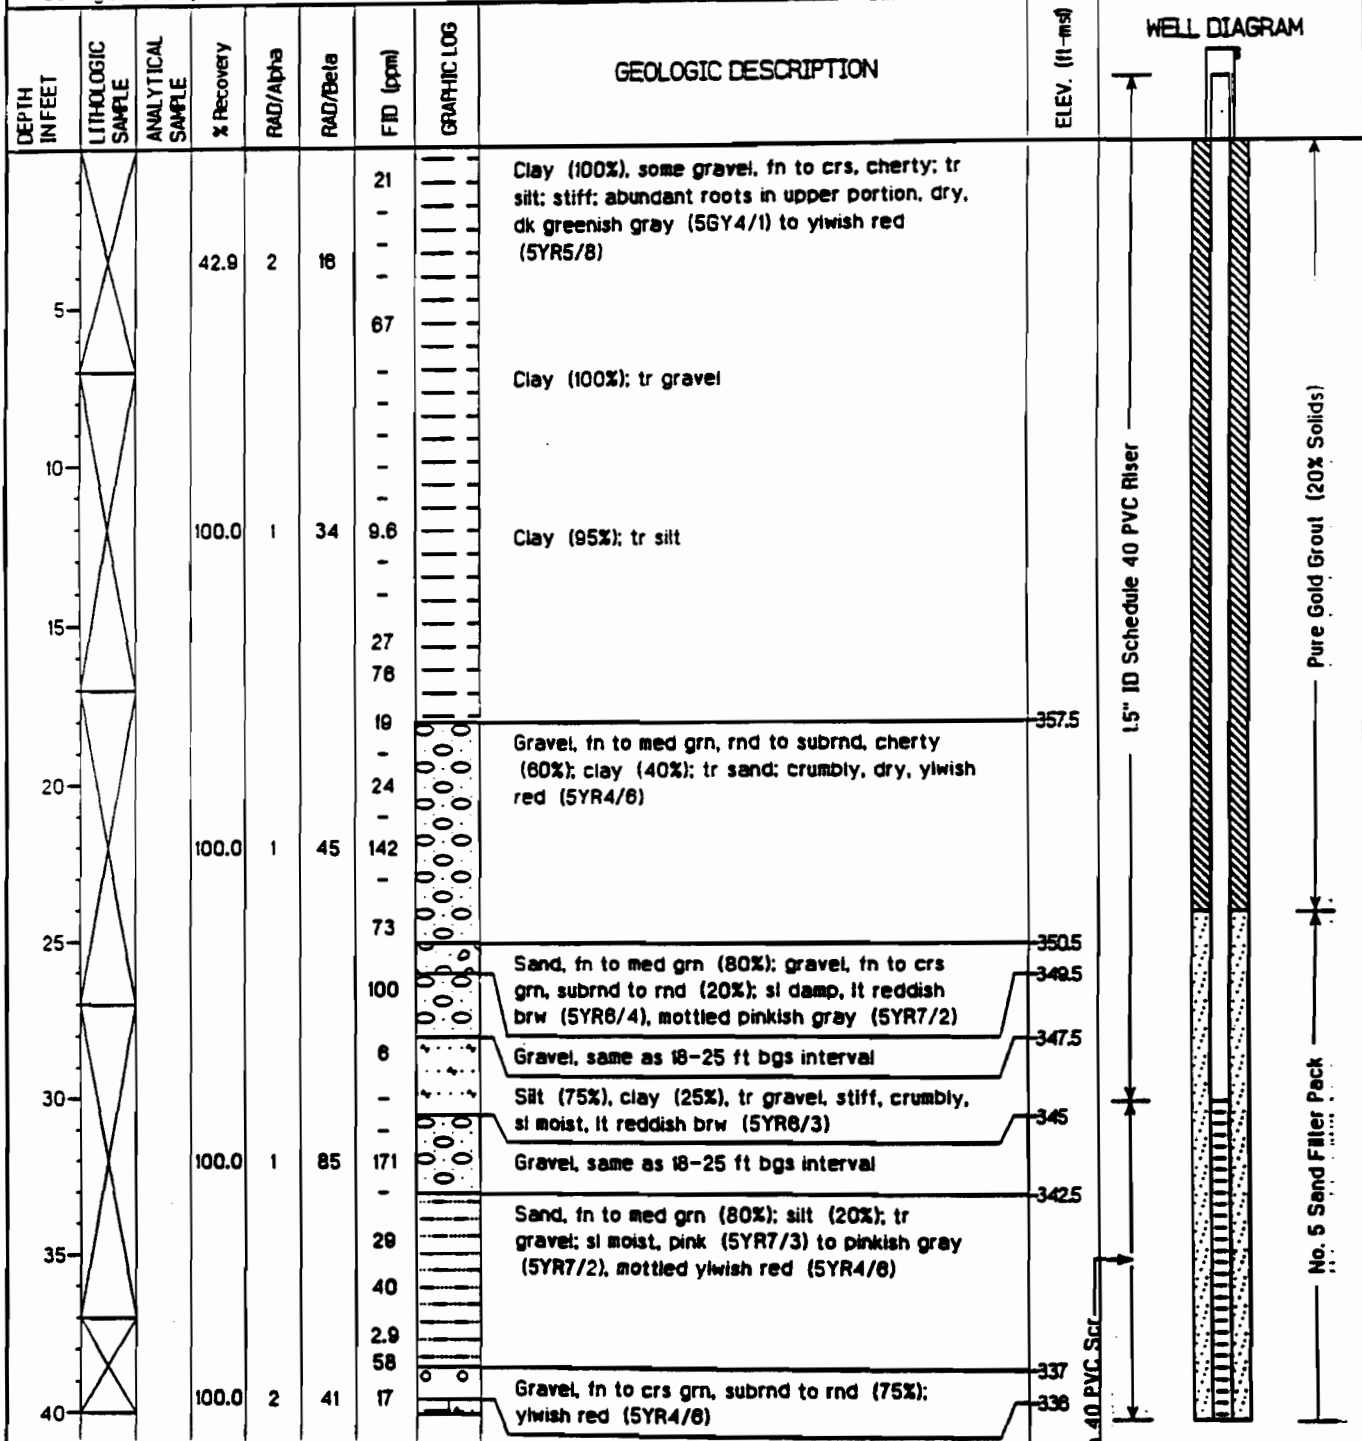 DEPTH
IN FEET
LITHOLOGIC
SAMPLE
ANALYTICAL
SAMPLE
% Recovery
RAD/Alpha
RAD/Beta
FID (ppm)
GRAPHIC LOG
GEOLOGIC DESCRIPTION
ELEV. (ft-msl)
WELL DIAGRAM
21
Clay (100%), some gravel, fn to crs, cherty; tr
silt; stiff; abundant roots in upper portion, dry,
dk greenish gray (5GY4/1) to ylwish red
(5YR5/8)
-
-
42.9 2 16
-
5
67
-
Clay (100%); tr gravel
-
-
10
-
-
100.0 1 34 9.6
Clay (95%); tr silt
-
-
15
27
76
19
357.5
Gravel, fn to med grn, rnd to subrnd, cherty
(60%); clay (40%); tr sand; crumbly, dry, ylwish
red (5YR4/6)
-
20
24
-
100.0 1 45 142
-
73
25
350.5
Sand, fn to med grn (80%); gravel, fn to crs
grn, subrnd to rnd (20%); sl damp, lt reddish
brw (5YR6/4), mottled pinkish gray (5YR7/2)
349.5
100
347.5
6
Gravel, same as 18-25 ft bgs interval
30
-
Silt (75%), clay (25%), tr gravel, stiff, crumbly,
sl moist, lt reddish brw (5YR6/3)
345
-
100.0 1 85 171
Gravel, same as 18-25 ft bgs interval
-
342.5
Sand, fn to med grn (80%); silt (20%); tr
gravel; sl moist, pink (5YR7/3) to pinkish gray
(5YR7/2), mottled ylwish red (5YR4/6)
29
35
40
2.9
58
337
100.0 2 41 17
Gravel, fn to crs grn, subrnd to rnd (75%);
ylwish red (5YR4/6)
336
40
1.5" ID Schedule 40 PVC Riser
40 PVC Scr
Pure Gold Grout (20% Solids)
No. 5 Sand Filter Pack